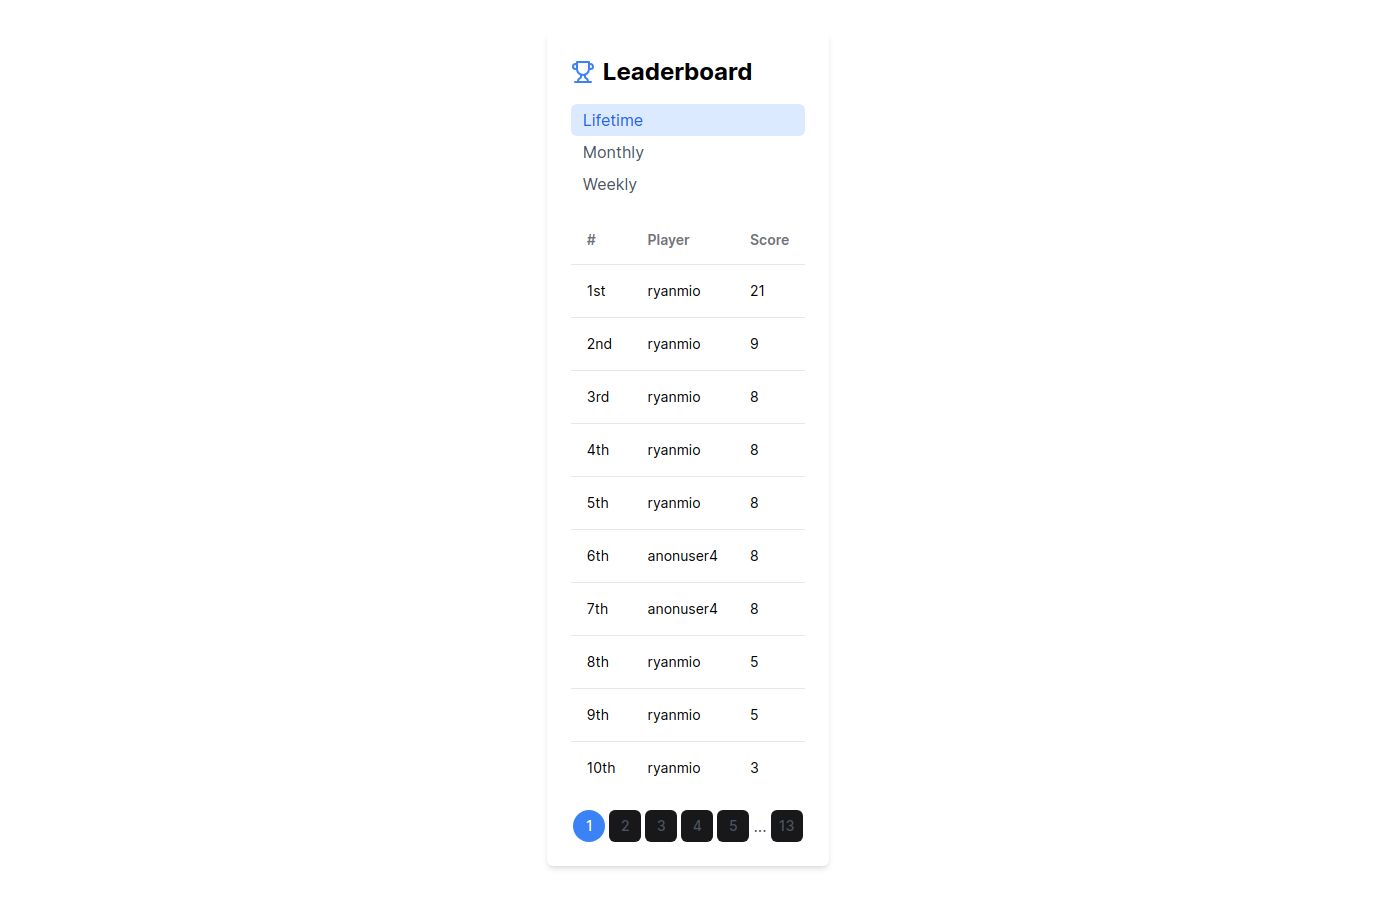 Leaderboard
Lifetime
Monthly
Weekly
# Player Score
1st ryanmio 21
2nd ryanmio 9
3rd ryanmio 8
4th ryanmio 8
5th ryanmio 8
6th anonuser4 8
7th anonuser4 8
8th ryanmio 5
9th ryanmio 5
10th ryanmio 3
1 2 3 4 5 ... 13